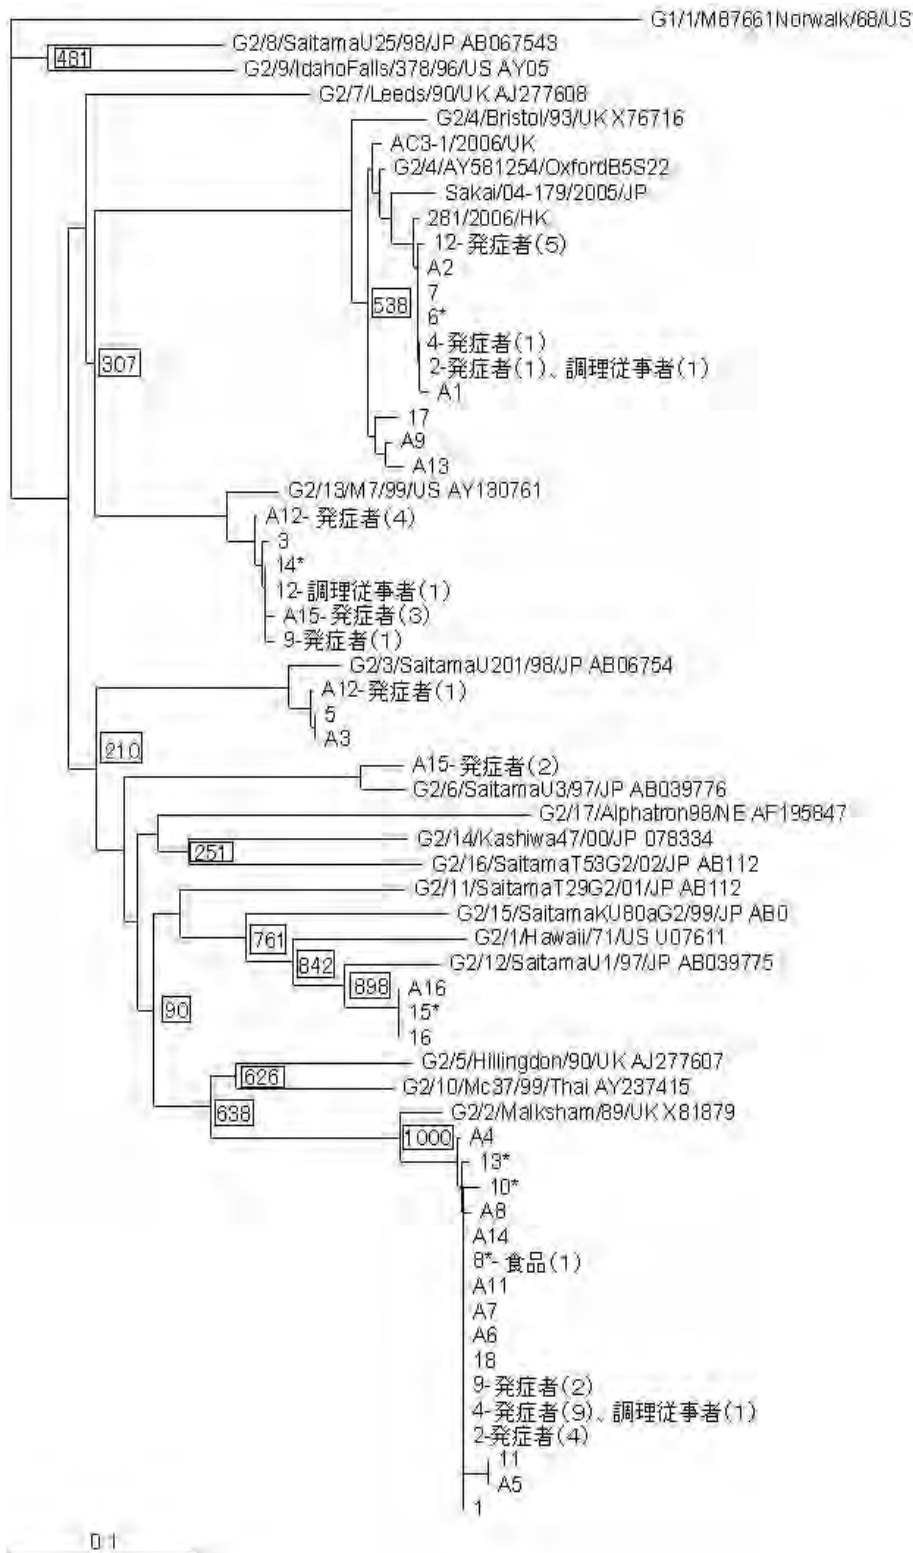 G1/1/M87661Norwalk/68/US
G2/8/SaitamaU25/98/JP AB067543
481
G2/9/IdahoFalls/378/96/US AY05
G2/7/Leeds/90/UK AJ277608
G2/4/Bristol/93/UK X76716
AC3-1/2006/UK
G2/4/AY581254/OxfordB5S22
Sakai/04-179/2005/JP
281/2006/HK
12-発症者(5)
A2
7
538
6*
4-発症者(1)
307
2-発症者(1)、調理従事者(1)
A1
17
A9
A13
G2/13/M7/99/US AY130761
A12-発症者(4)
3
14*
12-調理従事者(1)
A15-発症者(3)
9-発症者(1)
G2/3/SaitamaU201/98/JP AB06754
A12-発症者(1)
5
A3
210
A15-発症者(2)
G2/6/SaitamaU3/97/JP AB039776
G2/17/Alphatron98/NE AF195847
G2/14/Kashiwa47/00/JP 078334
251
G2/16/SaitamaT53G2/02/JP AB112
G2/11/SaitamaT29G2/01/JP AB112
G2/15/SaitamaKU80aG2/99/JP AB0
761
G2/1/Hawaii/71/US U07611
842
G2/12/SaitamaU1/97/JP AB039775
898
A16
15*
90
16
G2/5/Hillingdon/90/UK AJ277607
626
G2/10/Mc37/99/Thai AY237415
638
G2/2/Malksham/89/UK X81879
1000
A4
13*
10*
A8
A14
8*-食品(1)
A11
A7
A6
18
9-発症者(2)
4-発症者(9)、調理従事者(1)
2-発症者(4)
11
A5
1
0.1